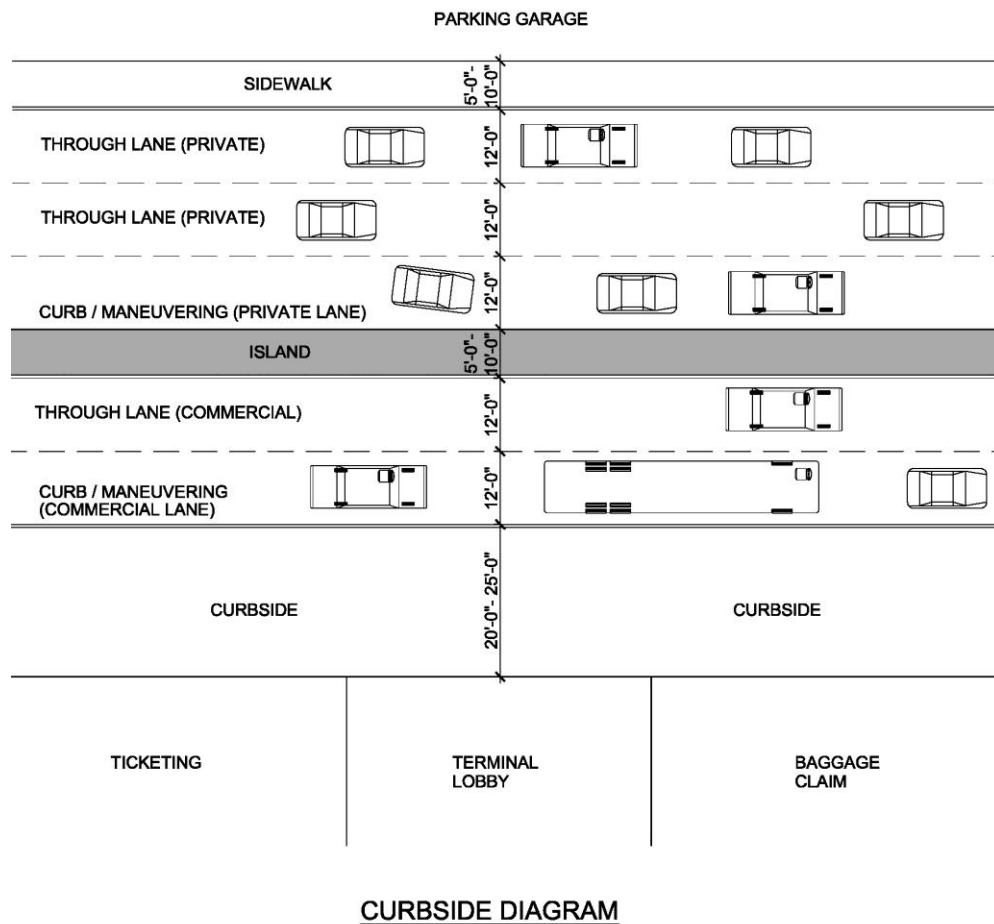 PARKING GARAGE
SIDEWALK
5'-0"-
10'-0"
THROUGH LANE (PRIVATE)
12'-0"
THROUGH LANE (PRIVATE)
12'-0"
CURB / MANEUVERING (PRIVATE LANE)
12'-0"
ISLAND
5'-0"-
10'-0"
THROUGH LANE (COMMERCIAL)
12'-0"
CURB / MANEUVERING
(COMMERCIAL LANE)
12'-0"
CURBSIDE
20'-0"- 25'-0"
CURBSIDE
TICKETING
TERMINAL
LOBBY
BAGGAGE
CLAIM
CURBSIDE DIAGRAM